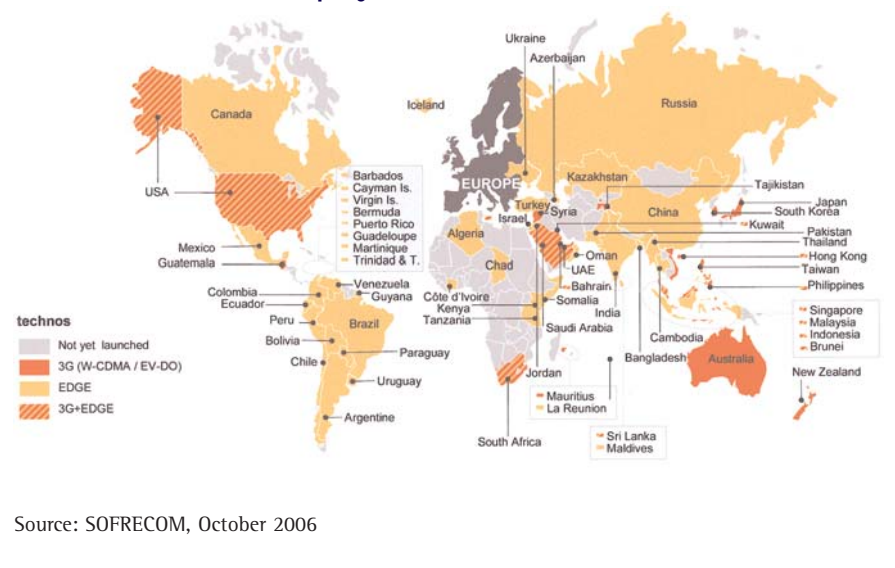 Ukraine
Azerbaijan
Iceland
Russia
Canada
EUROPE
Kazakhstan
Tajikistan
USA
Barbados
Cayman Is.
Virgin Is.
Bermuda
Puerto Rico
Guadeloupe
Martinique
Trinidad & T.
Turkey
Syria
Israel
China
Japan
South Korea
Kuwait
Pakistan
Thailand
Algeria
Chad
Oman
UAE
Bahrain
Hong Kong
Taiwan
Philippines
Mexico
Guatemala
Venezuela
Guyana
Colombia
Ecuador
Côte d'Ivoire
Kenya
Tanzania
Somalia
India
Saudi Arabia
Peru
Brazil
Bolivia
Paraguay
Chile
Uruguay
Argentine
Cambodia
Bangladesh
Singapore
Malaysia
Indonesia
Brunei
Australia
New Zealand
Jordan
Mauritius
La Reunion
South Africa
Sri Lanka
Maldives
technos
Not yet launched
3G (W-CDMA / EV-DO)
EDGE
3G+EDGE
Source: SOFRECOM, October 2006